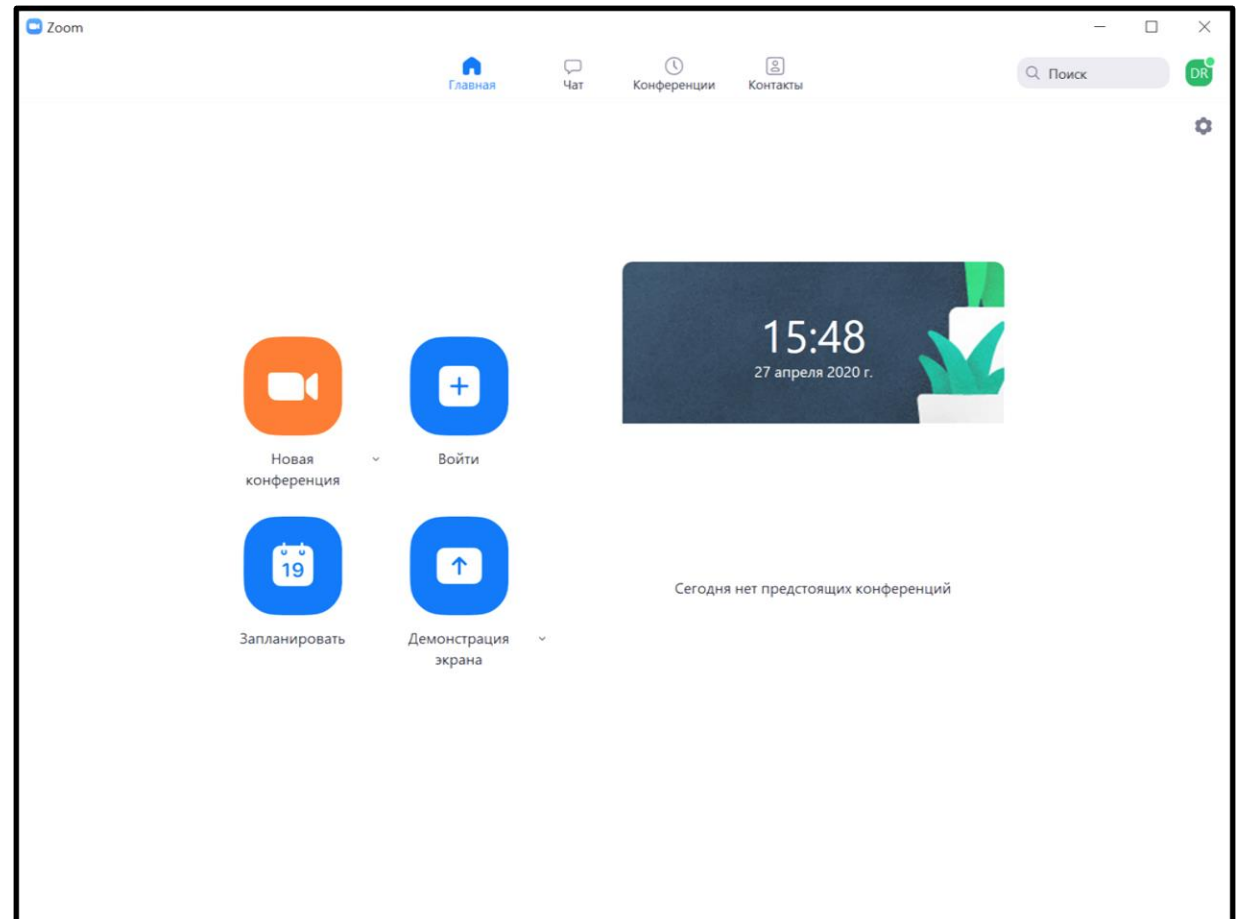 Zoom
Главная Чат Конференции Контакты
Поиск
DR
15:48
27 апреля 2020 г.
Новая
конференция
Войти
19
Запланировать
Демонстрация
экрана
Сегодня нет предстоящих конференций